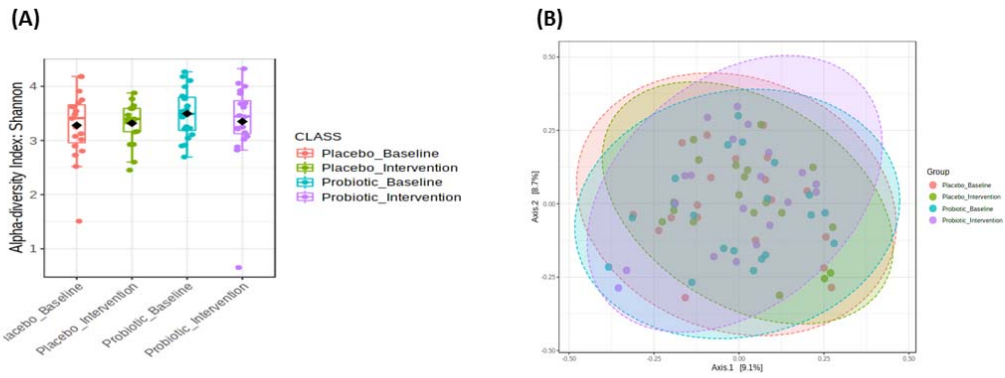 (A)
(B)
Alpha-diversity Index: Shannon
4
3
2
1
lacebo_Baseline
Placebo_Intervention
Probiotic_Baseline
Probiotic_Intervention
CLASS
Placebo_Baseline
Placebo_Intervention
Probiotic_Baseline
Probiotic_Intervention
Axis.2 [8.7%]
0.50
0.25
0.00
-0.25
-0.50
-0.50
-0.25
0.00
0.25
0.50
Axis.1 [9.1%]
Group
Placebo_Baseline
Placebo_Intervention
Probiotic_Baseline
Probiotic_Intervention